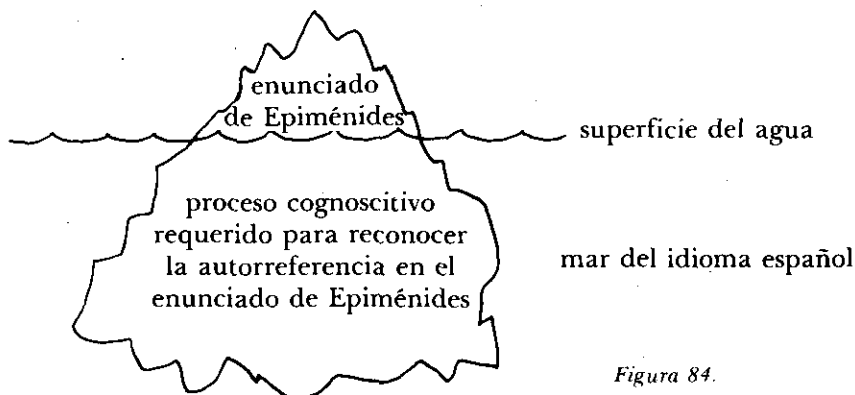 enunciado
de Epiménides
superficie del agua
proceso cognoscitivo
requerido para reconocer
la autorreferencia en el
enunciado de Epiménides
mar del idioma español
Figura 84.